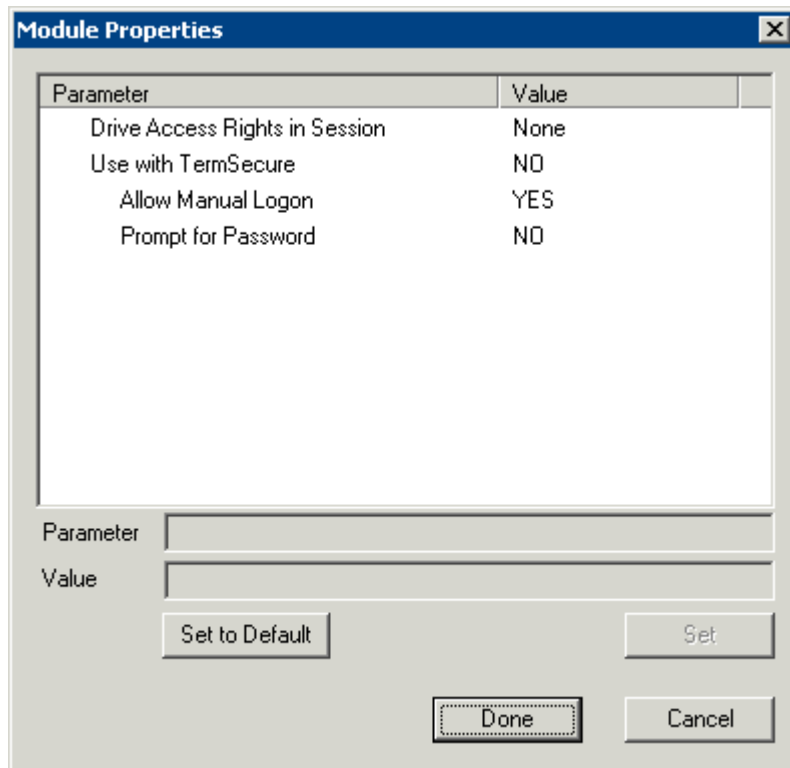 Module Properties
Parameter Value
Drive Access Rights in Session None
Use with TermSecure NO
Allow Manual Logon YES
Prompt for Password NO
Parameter
Value
Set to Default Set
Done Cancel